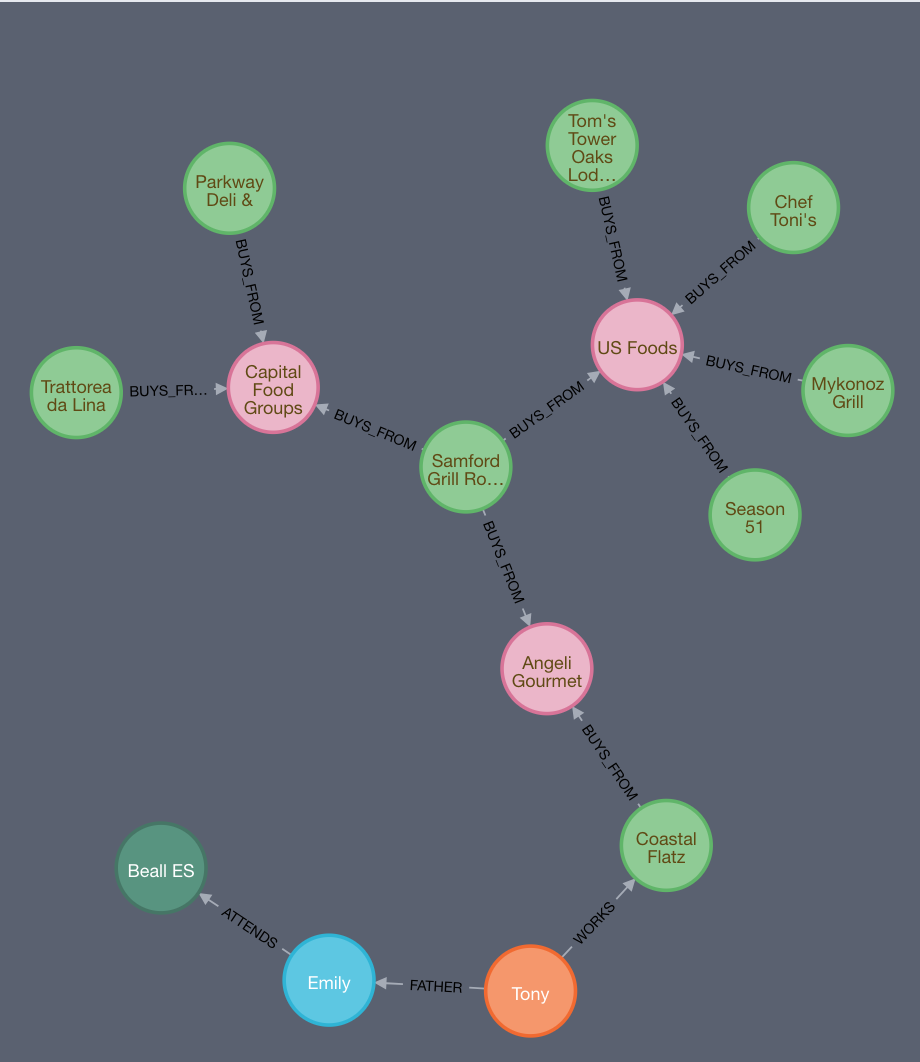 Tom's
Tower
Oaks
Lod...
Parkway
Deli &
Chef
Toni's
BUYS_FROM
BUYS_FROM
BUYS_FROM
US Foods
BUYS_FROM
Mykonoz
Grill
Trattorea
da Lina
BUYS_FR...
Capital
Food
Groups
BUYS_FROM
BUYS_FROM
BUYS_FROM
Samford
Grill Ro...
Season
51
BUYS_FROM
Angeli
Gourmet
BUYS_FROM
Coastal
Flatz
Beall ES
ATTENDS
WORKS
Emily
FATHER
Tony